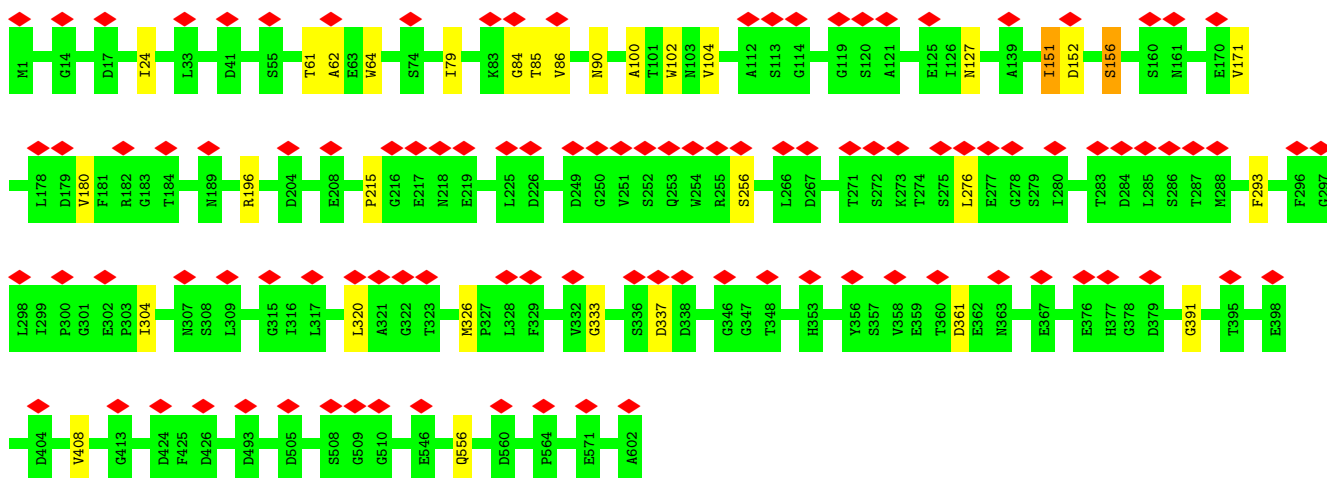 M1 G14 D17 I24 L33 D41 S55 T61 A62 E63 W64 S74 I79 K83 G84 T85 V86 N90 A100 T101 W102 N103 V104 A112 S113 G114 G119 S120 A121 E125 I126 N127 A139 I151 D152 S156 S160 N161 E170 V171
L178 D179 V180 F181 R182 G183 T184 N189 R196 D204 E208 P215 G216 E217 N218 E219 L225 D226 D249 G250 V251 S252 Q253 W254 R255 S256 L266 D267 T271 S272 K273 T274 S275 L276 E277 G278 S279 I280 T283 D284 L285 S286 T287 M288 F293 F296 G297
L298 I299 P300 G301 E302 P303 I304 N307 S308 L309 G315 I316 L317 L320 A321 G322 T323 M326 P327 L328 F329 V332 G333 S336 D337 D338 G346 G347 T348 H353 Y356 S357 V358 E359 T360 D361 E362 N363 E367 E376 H377 G378 D379 G391 T395 E398
D404 V408 G413 D424 F425 D426 D493 D505 S508 G509 G510 E546 Q556 D560 P564 E571 A602